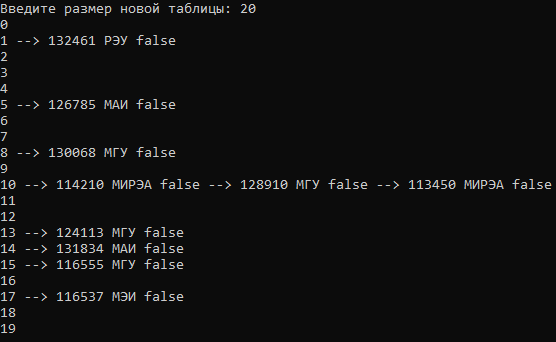 Введите размер новой таблицы: 20
0
1 --> 132461 РЭУ false
2
3
4
5 --> 126785 МАИ false
6
7
8 --> 130068 МГУ false
9
10 --> 114210 МИРЭА false --> 128910 МГУ false --> 113450 МИРЭА false
11
12
13 --> 124113 МГУ false
14 --> 131834 МАИ false
15 --> 116555 МГУ false
16
17 --> 116537 МЭИ false
18
19